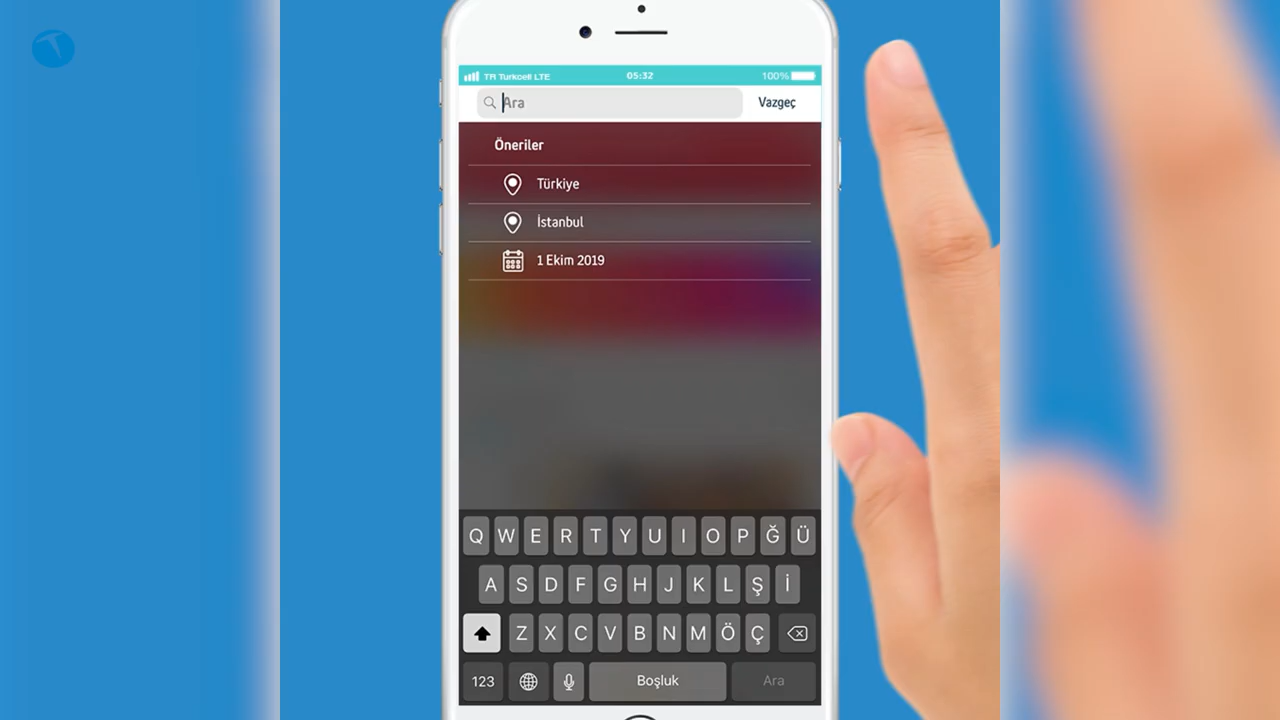 TR Turkcell LTE 05:32 100%
Ara Vazgeç
Öneriler
Türkiye
İstanbul
1 Ekim 2019
Q W E R T Y U I O P Ğ Ü
A S D F G H J K L Ş İ
Z X C V B N M Ö Ç
123 Boşluk Ara